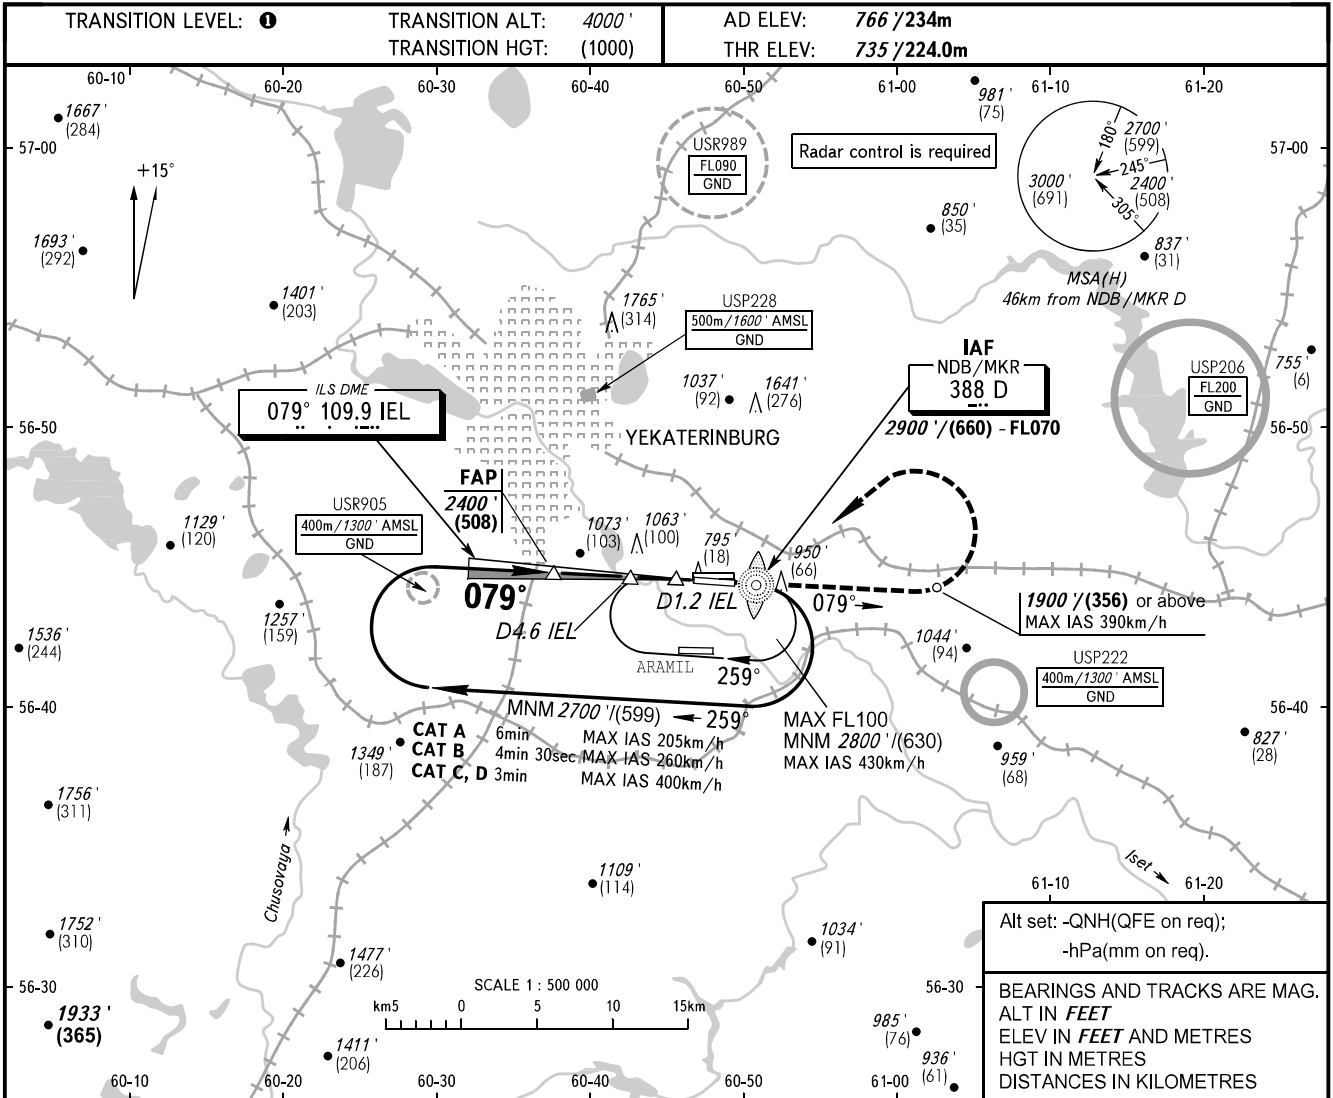 TRANSITION LEVEL: ❶
TRANSITION ALT: 4000'
TRANSITION HGT: (1000)
AD ELEV: 766'/234m
THR ELEV: 735'/224.0m
60-10 60-20 60-30 60-40 60-50 61-00 61-10 61-20
57-00
57-00
1667'
(284)
981'
(75)
USR989
FL090
GND
Radar control is required
180°
2700'
(599)
245°
3000'
(691)
2400'
(508)
305°
MSA(H)
46km from NDB/MKR D
+15°
1693'
(292)
850'
(35)
837'
(31)
1401'
(203)
1765'
(314)
USP228
500m/1600' AMSL
GND
IAF
NDB/MKR
388 D
2900'/(660) - FL070
USP206
FL200
GND
755'
(6)
ILS DME
079° 109.9 IEL
1037'
(92)
1641'
(276)
YEKATERINBURG
56-50
56-50
FAP
2400'
(508)
USR905
400m/1300' AMSL
GND
1129'
(120)
1073'
(103)
1063'
(100)
795'
(18)
950'
(66)
079°
D1.2 IEL
D4.6 IEL
079°
1900'/(356) or above
MAX IAS 390km/h
1257'
(159)
1536'
(244)
ARAMIL
259°
1044'
(94)
USP222
400m/1300' AMSL
GND
56-40
56-40
MNM 2700'/(599)
259°
CAT A 6min MAX IAS 205km/h
CAT B 4min 30sec MAX IAS 260km/h
CAT C, D 3min MAX IAS 400km/h
MAX FL100
MNM 2800'/(630)
MAX IAS 430km/h
1349'
(187)
959'
(68)
827'
(28)
1756'
(311)
Chusovaya
Iset
1109'
(114)
61-10 61-20
1752'
(310)
1034'
(91)
1477'
(226)
Alt set: -QNH(QFE on req);
-hPa(mm on req).
56-30
56-30
SCALE 1 : 500 000
km5 0 5 10 15km
1933'
(365)
985'
(76)
1411'
(206)
936'
(61)
BEARINGS AND TRACKS ARE MAG.
ALT IN FEET
ELEV IN FEET AND METRES
HGT IN METRES
DISTANCES IN KILOMETRES
60-10 60-20 60-30 60-40 60-50 61-00